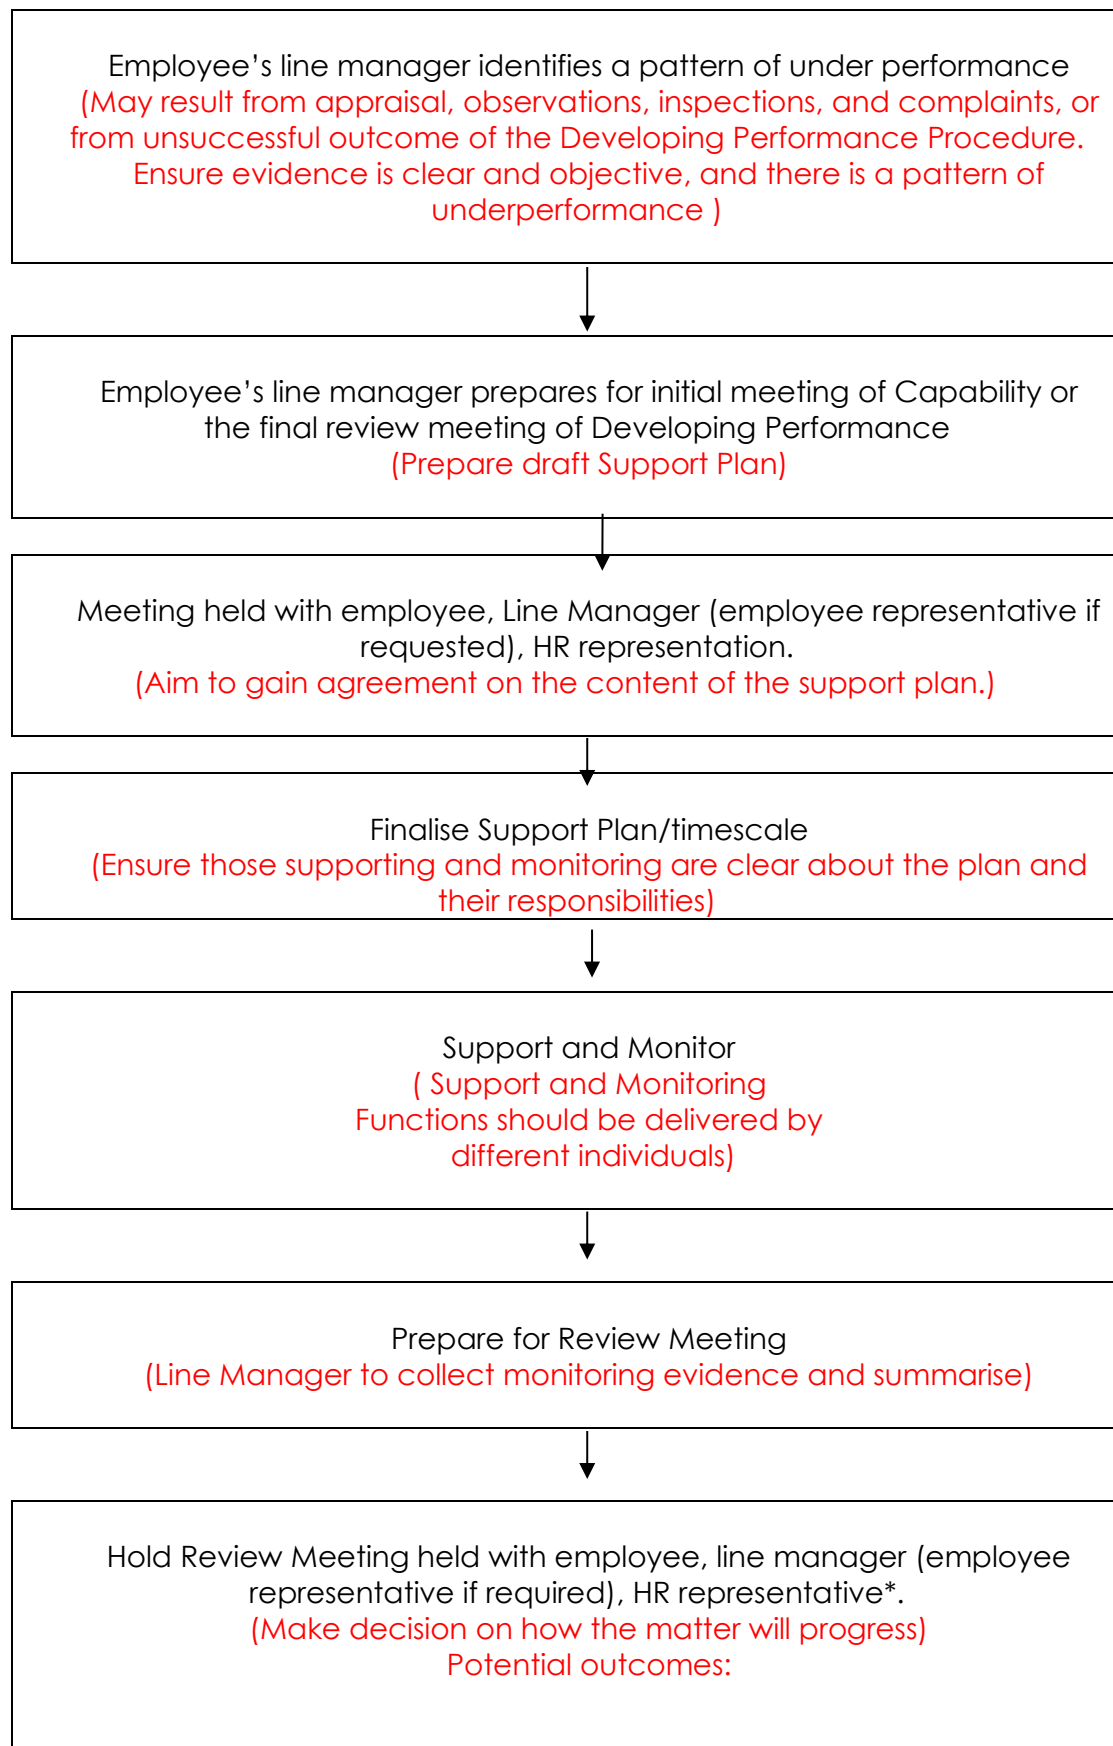 Employee’s line manager identifies a pattern of under performance
(May result from appraisal, observations, inspections, and complaints, or
from unsuccessful outcome of the Developing Performance Procedure.
Ensure evidence is clear and objective, and there is a pattern of
underperformance )
Employee’s line manager prepares for initial meeting of Capability or
the final review meeting of Developing Performance
(Prepare draft Support Plan)
Meeting held with employee, Line Manager (employee representative if
requested), HR representation.
(Aim to gain agreement on the content of the support plan.)
Finalise Support Plan/timescale
(Ensure those supporting and monitoring are clear about the plan and
their responsibilities)
Support and Monitor
( Support and Monitoring
Functions should be delivered by
different individuals)
Prepare for Review Meeting
(Line Manager to collect monitoring evidence and summarise)
Hold Review Meeting held with employee, line manager (employee
representative if required), HR representative*.
(Make decision on how the matter will progress)
Potential outcomes: